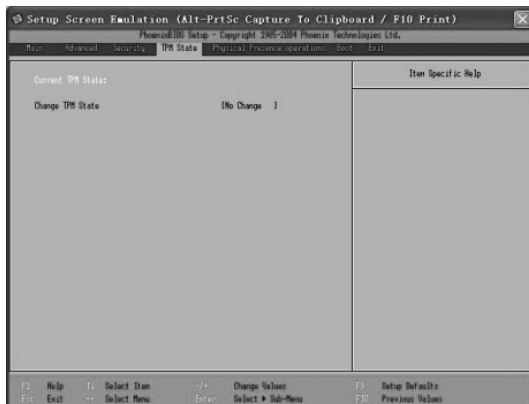 Setup Screen Emulation (Alt-PrtSc Capture To Clipboard / F10 Print)
PhoenixBIOS Setup - Copyright 1985-2004 Phoenix Technologies Ltd.
Main Advanced Security TPM State Physical Presence operations Boot Exit
Current TPM State:
Item Specific Help
Change TPM State [No Change ]
F1 Help ↑↓ Select Item -/+ Change Values F9 Setup Defaults
Esc Exit ↔ Select Menu Enter Select ▶ Sub-Menu F10 Previous Values